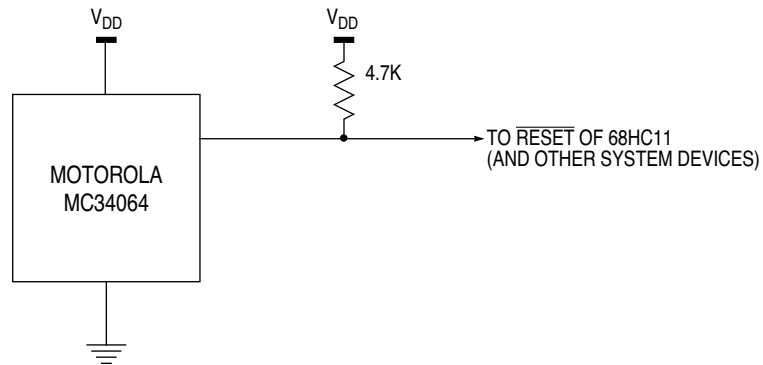 VDD
VDD
4.7K
TO RESET OF 68HC11
(AND OTHER SYSTEM DEVICES)
MOTOROLA
MC34064